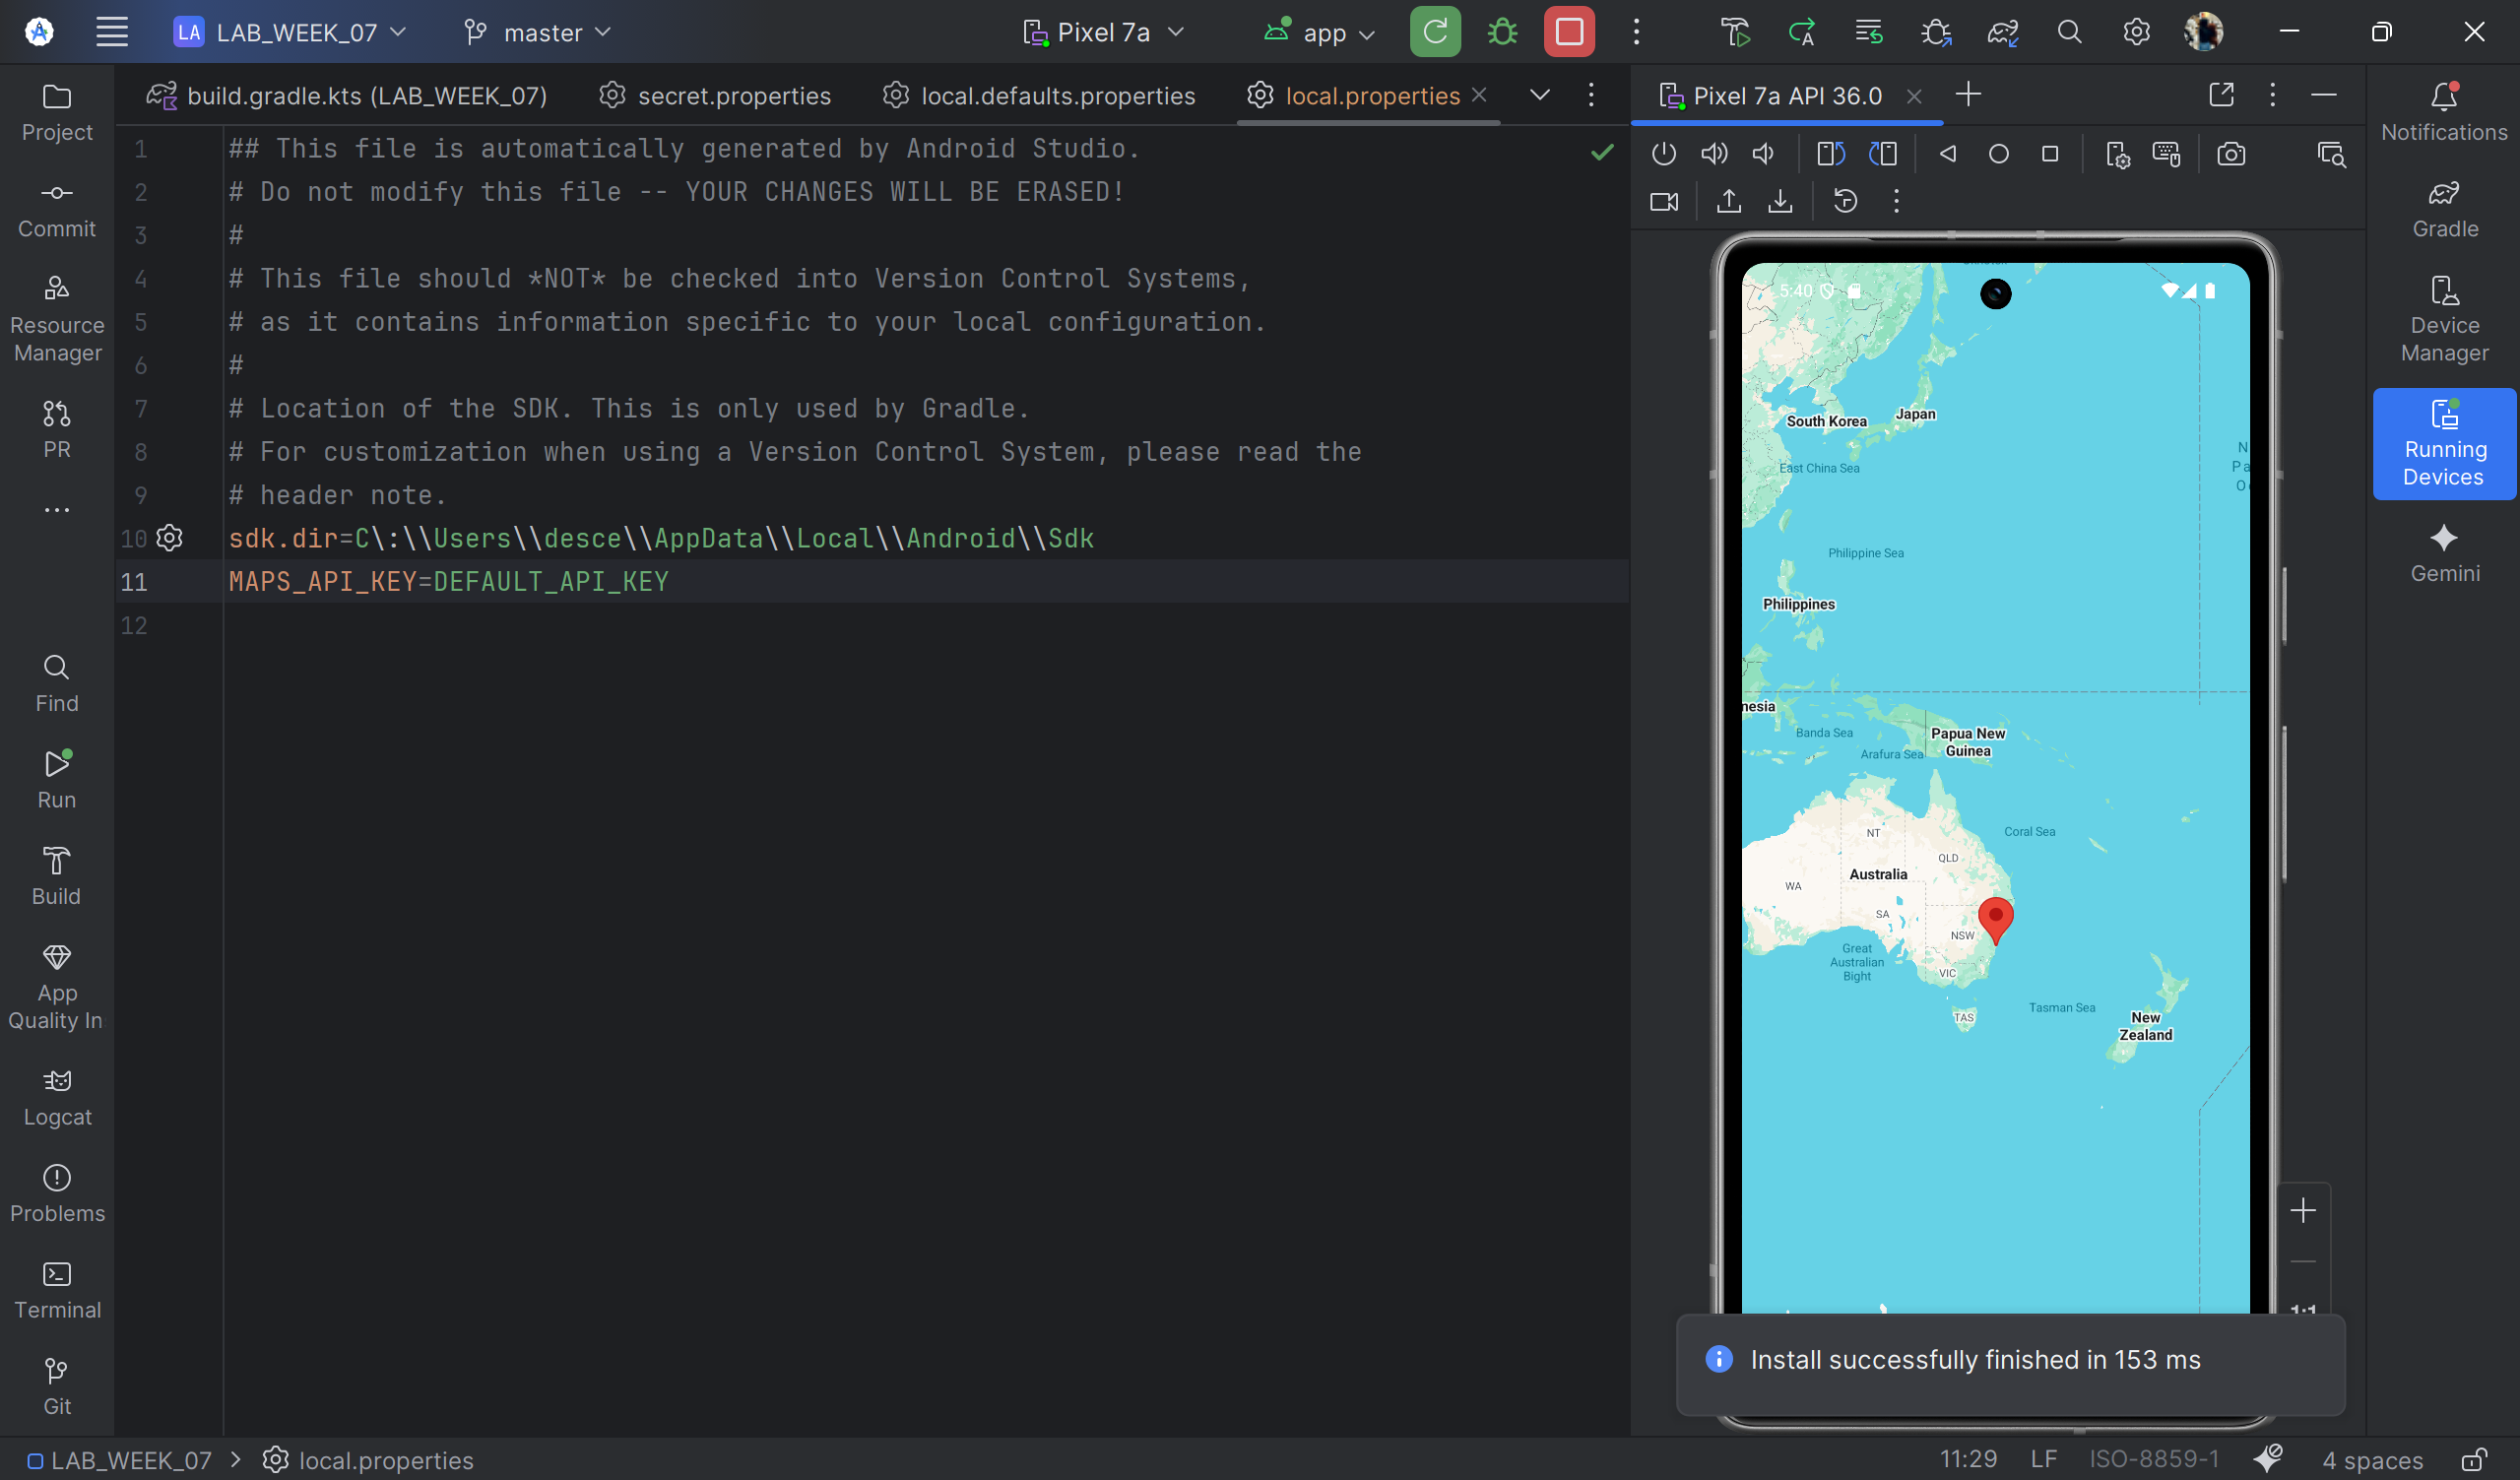 LA LAB_WEEK_07 master Pixel 7a app
build.gradle.kts (LAB_WEEK_07) secret.properties local.defaults.properties local.properties
Pixel 7a API 36.0
Project
Commit
Resource
Manager
PR
Find
Run
Build
App
Quality In
Logcat
Problems
Terminal
Git
1 ## This file is automatically generated by Android Studio.
2 # Do not modify this file -- YOUR CHANGES WILL BE ERASED!
3 #
4 # This file should *NOT* be checked into Version Control Systems,
5 # as it contains information specific to your local configuration.
6 #
7 # Location of the SDK. This is only used by Gradle.
8 # For customization when using a Version Control System, please read the
9 # header note.
10 sdk.dir=C\:\\Users\\desce\\AppData\\Local\\Android\\Sdk
11 MAPS_API_KEY=DEFAULT_API_KEY
12
5:40
South Korea
Japan
East China Sea
N
Pa
Oc
Philippine Sea
Philippines
nesia
Banda Sea
Papua New
Guinea
Arafura Sea
NT
Coral Sea
QLD
Australia
WA
SA
NSW
Great
Australian
Bight
VIC
Tasman Sea
TAS
New
Zealand
1:1
Install successfully finished in 153 ms
Notifications
Gradle
Device
Manager
Running
Devices
Gemini
LAB_WEEK_07 > local.properties
11:29 LF ISO-8859-1 4 spaces